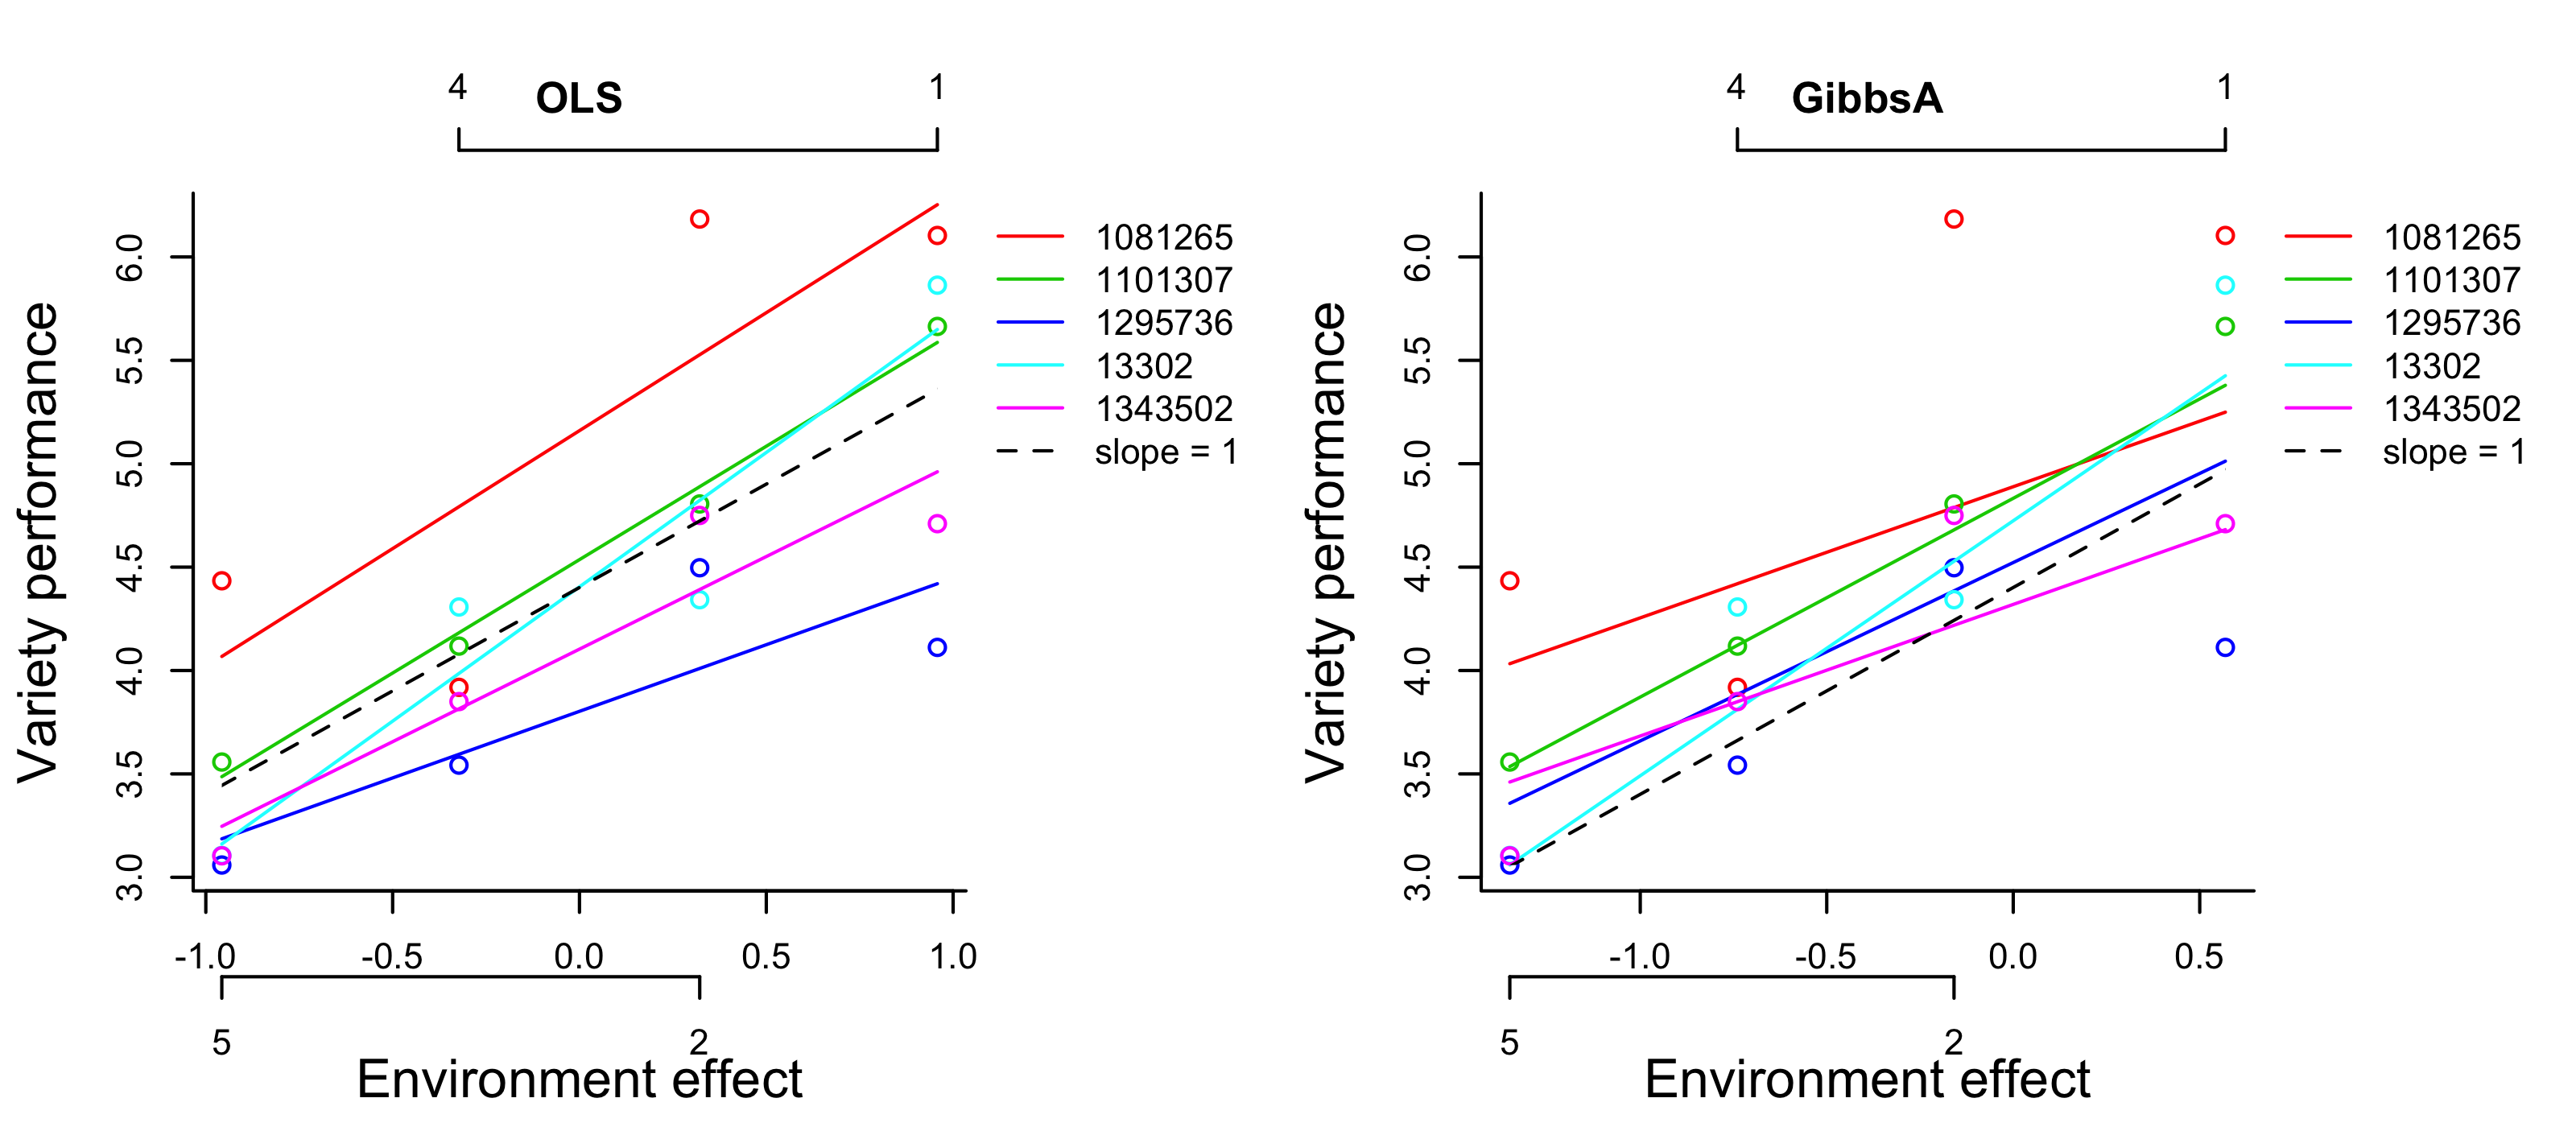 4 OLS 1
Variety performance
6.0
5.5
5.0
4.5
4.0
3.5
3.0
1081265
1101307
1295736
13302
1343502
slope = 1
-1.0 -0.5 0.0 0.5 1.0
5 2
Environment effect
4 GibbsA 1
Variety performance
6.0
5.5
5.0
4.5
4.0
3.5
3.0
1081265
1101307
1295736
13302
1343502
slope = 1
-1.0 -0.5 0.0 0.5
5 2
Environment effect